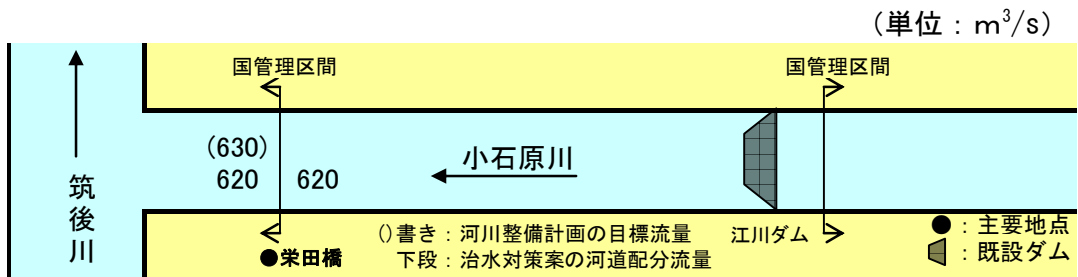 (単位:m³/s)
国管理区間
国管理区間
(630)
620 620
小石原川
筑後川
●栄田橋
()書き:河川整備計画の目標流量
下段:治水対策案の河道配分流量
江川ダム
●:主要地点
:既設ダム